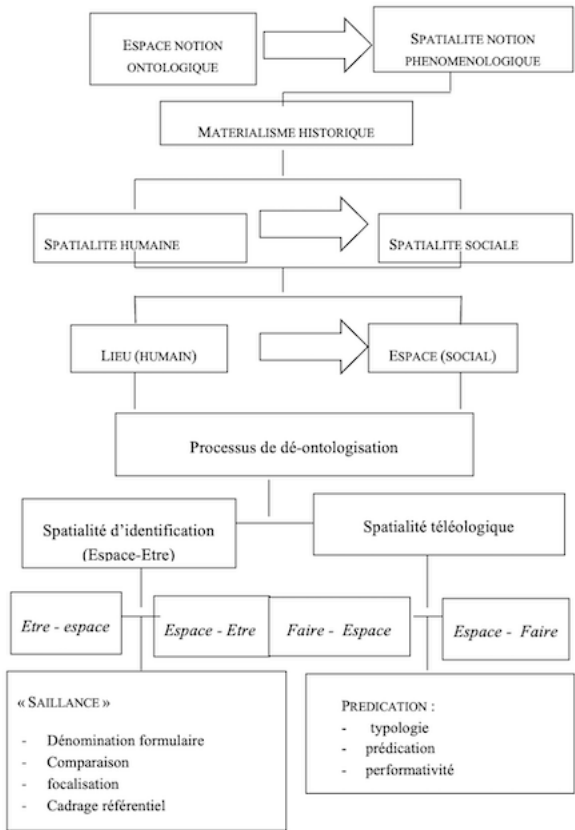 ESPACE NOTION
ONTOLOGIQUE
SPATIALITE NOTION
PHENOMENOLOGIQUE
MATERIALISME HISTORIQUE
SPATIALITE HUMAINE
SPATIALITE SOCIALE
LIEU (HUMAIN)
ESPACE (SOCIAL)
Processus de dé-ontologisation
Spatialité d'identification
(Espace-Etre)
Spatialité téléologique
Etre - espace
Espace - Etre
Faire - Espace
Espace - Faire
« SAILLANCE »
- Dénomination formulaire
- Comparaison
- focalisation
- Cadrage référentiel
PREDICATION :
- typologie
- prédication
- performativité